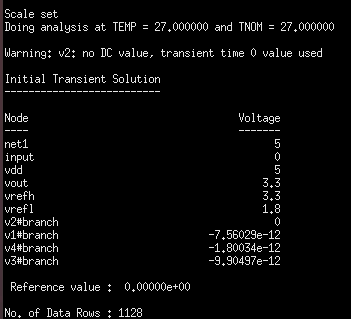 Scale set
Doing analysis at TEMP = 27.000000 and TNOM = 27.000000
Warning: v2: no DC value, transient time 0 value used
Initial Transient Solution
--------------------------
Node Voltage
---- -------
net1 5
input 0
vdd 5
vout 3.3
vrefh 3.3
vrefl 1.8
v2#branch 0
v1#branch -7.56029e-12
v4#branch -1.80034e-12
v3#branch -9.90497e-12
Reference value : 0.00000e+00
No. of Data Rows : 1128